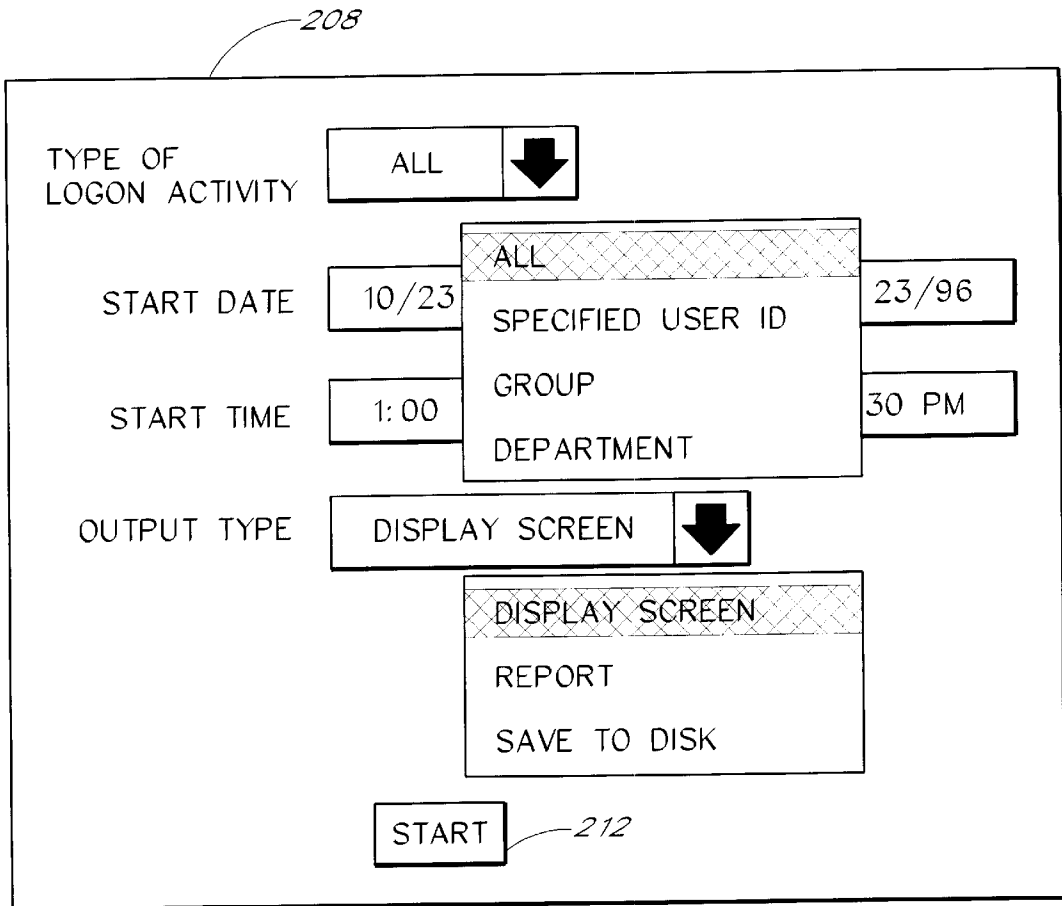 208
TYPE OF
LOGON ACTIVITY
ALL
ALL
SPECIFIED USER ID
GROUP
DEPARTMENT
START DATE
10/23
23/96
START TIME
1:00
30 PM
OUTPUT TYPE
DISPLAY SCREEN
DISPLAY SCREEN
REPORT
SAVE TO DISK
START
212